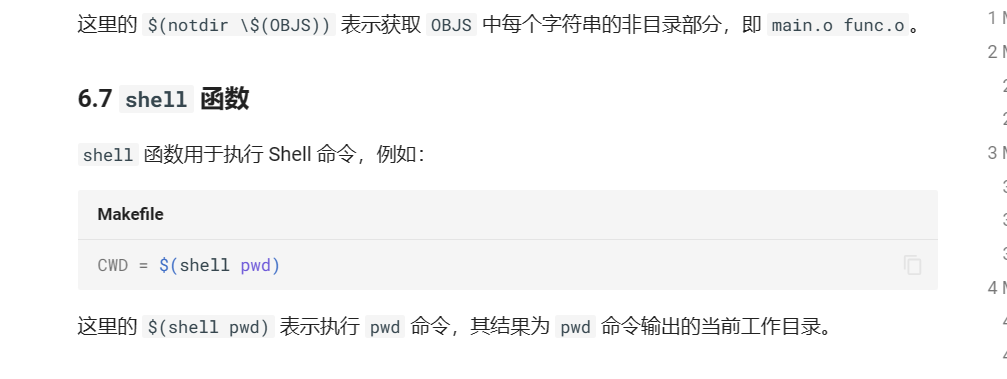 这里的 $(notdir \$(OBJS)) 表示获取 OBJS 中每个字符串的非目录部分，即 main.o func.o。
1 M
2 M
2
2
6.7 shell 函数
shell 函数用于执行 Shell 命令，例如：
3 M
3
Makefile
3
CWD = $(shell pwd)
3
4 M
这里的 $(shell pwd) 表示执行 pwd 命令，其结果为 pwd 命令输出的当前工作目录。
4
4